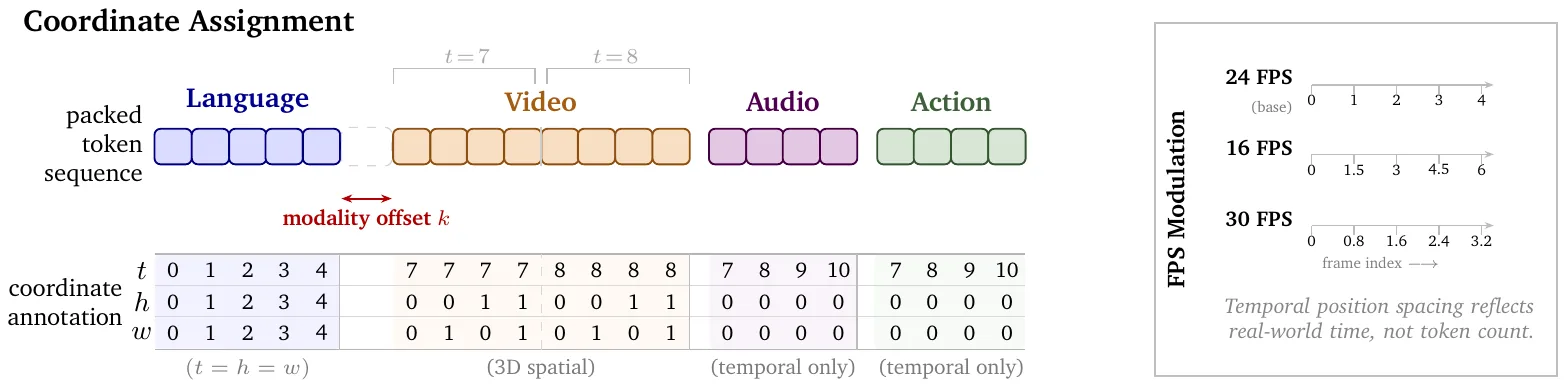 Coordinate Assignment
t = 7
t = 8
Language
Video
Audio
Action
packed
token
sequence
modality offset k
coordinate
annotation
t 0 1 2 3 4 7 7 7 7 8 8 8 8 7 8 9 10 7 8 9 10
h 0 1 2 3 4 0 0 1 1 0 0 1 1 0 0 0 0 0 0 0 0
w 0 1 2 3 4 0 1 0 1 0 1 0 1 0 0 0 0 0 0 0 0
(t = h = w)
(3D spatial)
(temporal only)
(temporal only)
FPS Modulation
24 FPS
(base)
0 1 2 3 4
16 FPS
0 1.5 3 4.5 6
30 FPS
0 0.8 1.6 2.4 3.2
frame index ⟶
Temporal position spacing reflects
real-world time, not token count.